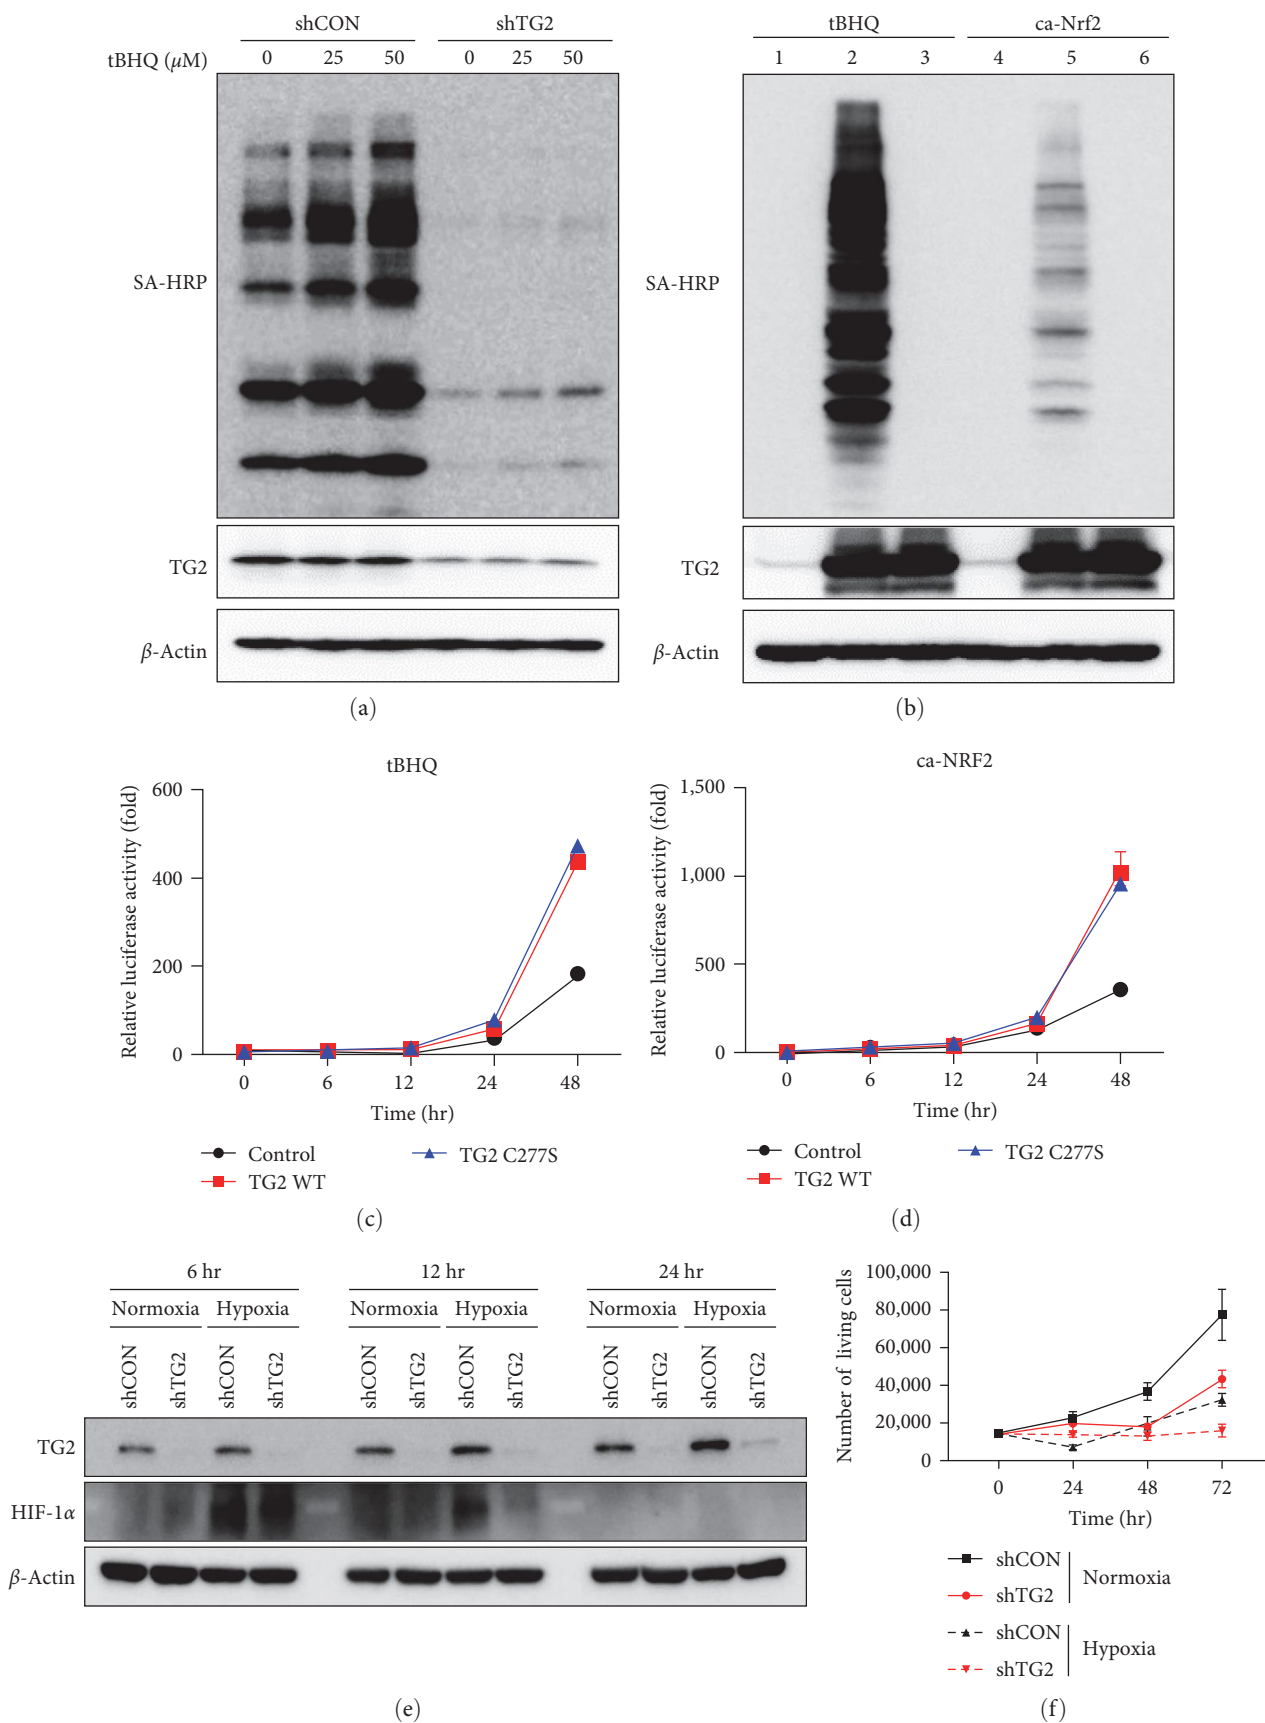 shCON shTG2
tBHQ (μM) 0 25 50 0 25 50
SA-HRP
TG2
β-Actin
(a)
tBHQ ca-Nrf2
1 2 3 4 5 6
SA-HRP
TG2
β-Actin
(b)
tBHQ
Relative luciferase activity (fold)
600
400
200
0
0 6 12 24 48
Time (hr)
Control TG2 C277S
TG2 WT
(c)
ca-NRF2
Relative luciferase activity (fold)
1,500
1,000
500
0
0 6 12 24 48
Time (hr)
Control TG2 C277S
TG2 WT
(d)
6 hr 12 hr 24 hr
Normoxia Hypoxia Normoxia Hypoxia Normoxia Hypoxia
shCON shTG2 shCON shTG2 shCON shTG2 shCON shTG2 shCON shTG2 shCON shTG2
TG2
HIF-1α
β-Actin
(e)
Number of living cells
100,000
80,000
60,000
40,000
20,000
0
0 24 48 72
Time (hr)
shCON
shTG2
Normoxia
shCON
shTG2
Hypoxia
(f)